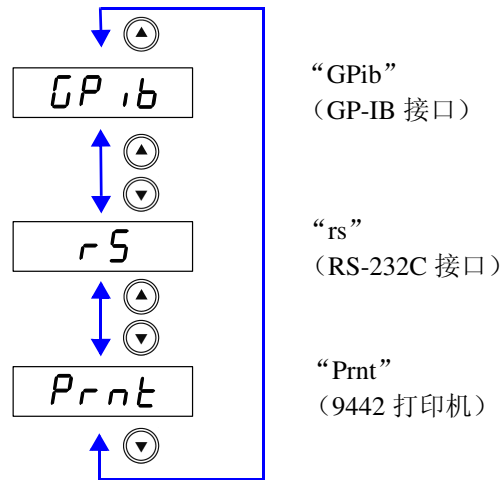 GPib
“GPib”
（GP-IB 接口）
rS
“rs”
（RS-232C 接口）
Prnt
“Prnt”
（9442 打印机）